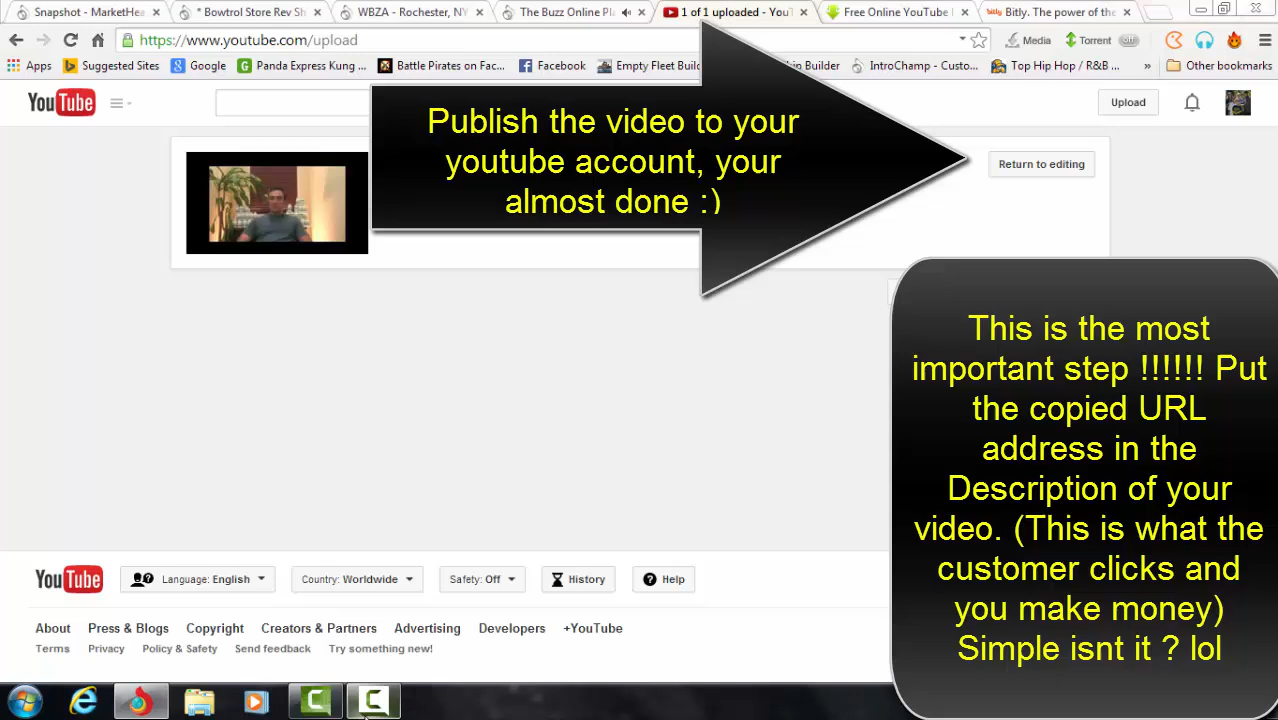 Snapshot - MarketHea
* Bowtrol Store Rev Sh
WBZA - Rochester, NY
The Buzz Online Pl
1 of 1 uploaded - You
Free Online YouTube
bitly Bitly. The power of the
https://www.youtube.com/upload
Media
Torrent
off
Apps
Suggested Sites
Google
Panda Express Kung ...
Battle Pirates on Fac...
Facebook
Empty Fleet Buil
hip Builder
IntroChamp - Custo...
Top Hip Hop / R&B ...
»
Other bookmarks
YouTube
Upload
Publish the video to your
youtube account, your
almost done :)
Return to editing
This is the most
important step !!!!!! Put
the copied URL
address in the
Description of your
video. (This is what the
customer clicks and
you make money)
Simple isnt it ? lol
YouTube
Language: English
Country: Worldwide
Safety: Off
History
Help
About
Press & Blogs
Copyright
Creators & Partners
Advertising
Developers
+YouTube
Terms
Privacy
Policy & Safety
Send feedback
Try something new!